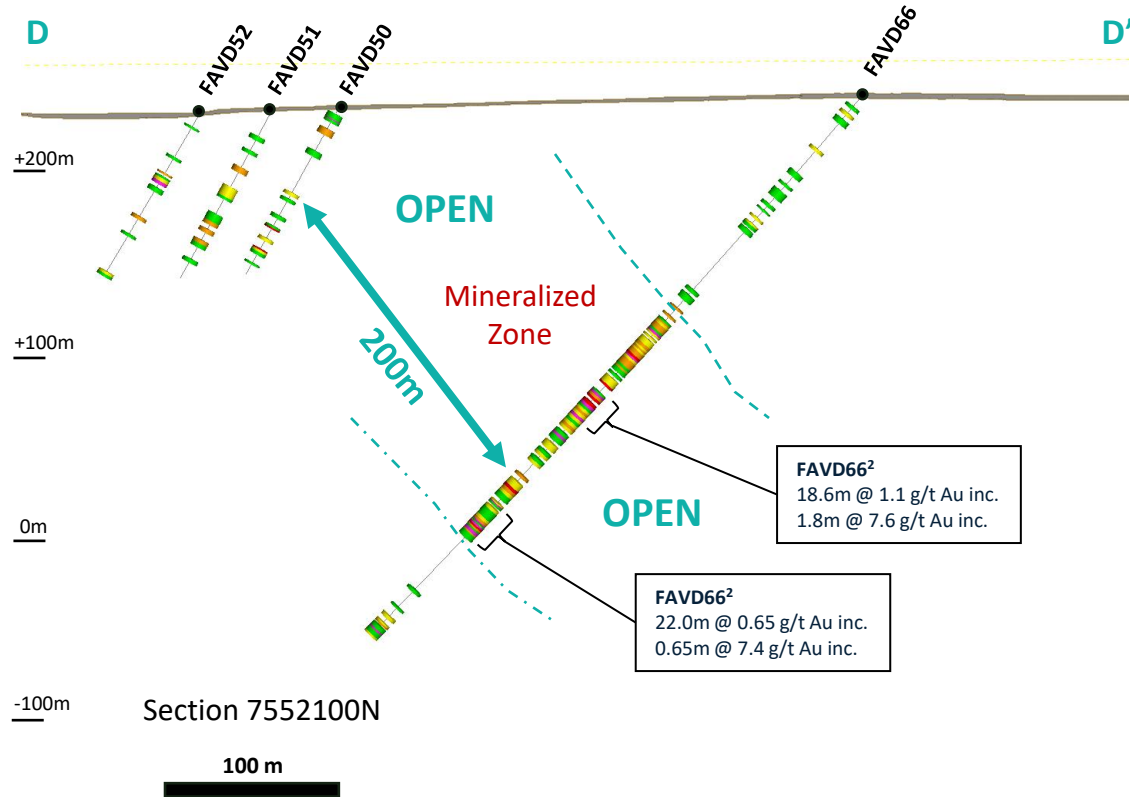 D
D'
FAVD52
FAVD51
FAVD50
FAVD66
+200m
OPEN
Mineralized
Zone
+100m
200m
FAVD66²
18.6m @ 1.1 g/t Au inc.
1.8m @ 7.6 g/t Au inc.
OPEN
0m
FAVD66²
22.0m @ 0.65 g/t Au inc.
0.65m @ 7.4 g/t Au inc.
-100m
Section 7552100N
100 m